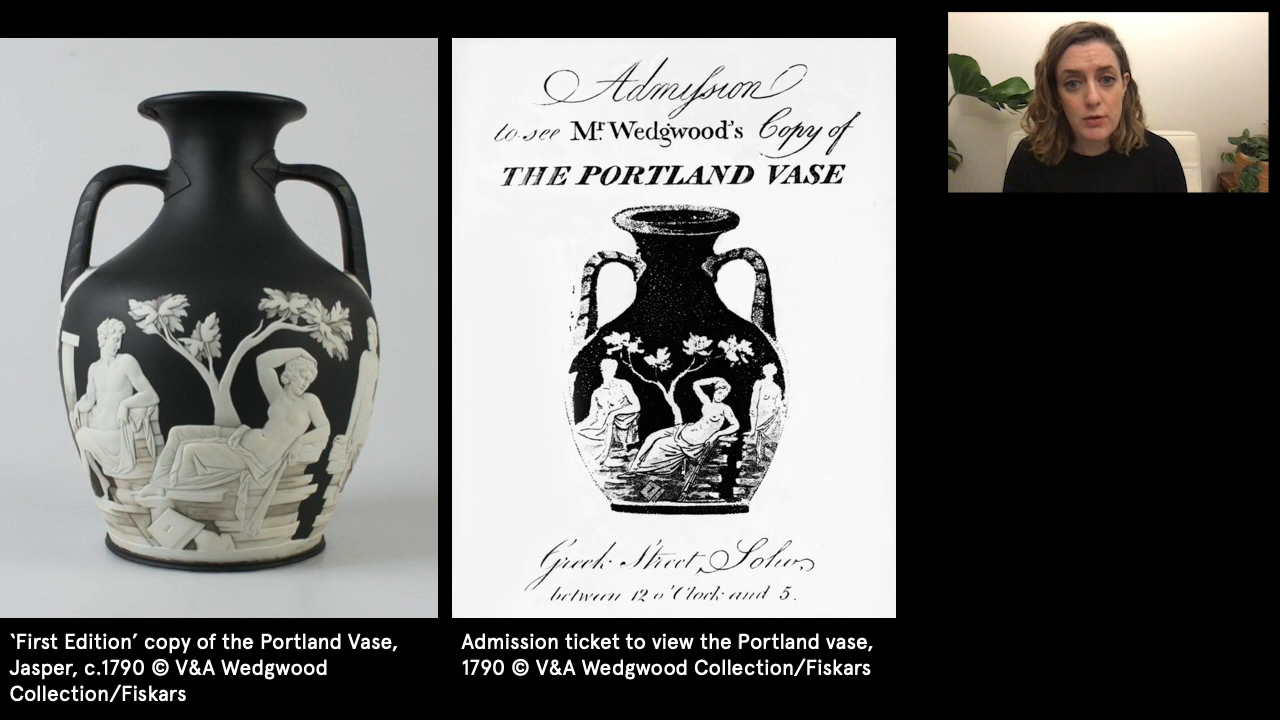 Admiſsion
to see Mr Wedgwood's Copy of
THE PORTLAND VASE
Greek Street, Soho,
between 12 o'Clock and 5.
‘First Edition’ copy of the Portland Vase,
Jasper, c.1790 © V&A Wedgwood
Collection/Fiskars
Admission ticket to view the Portland vase,
1790 © V&A Wedgwood Collection/Fiskars